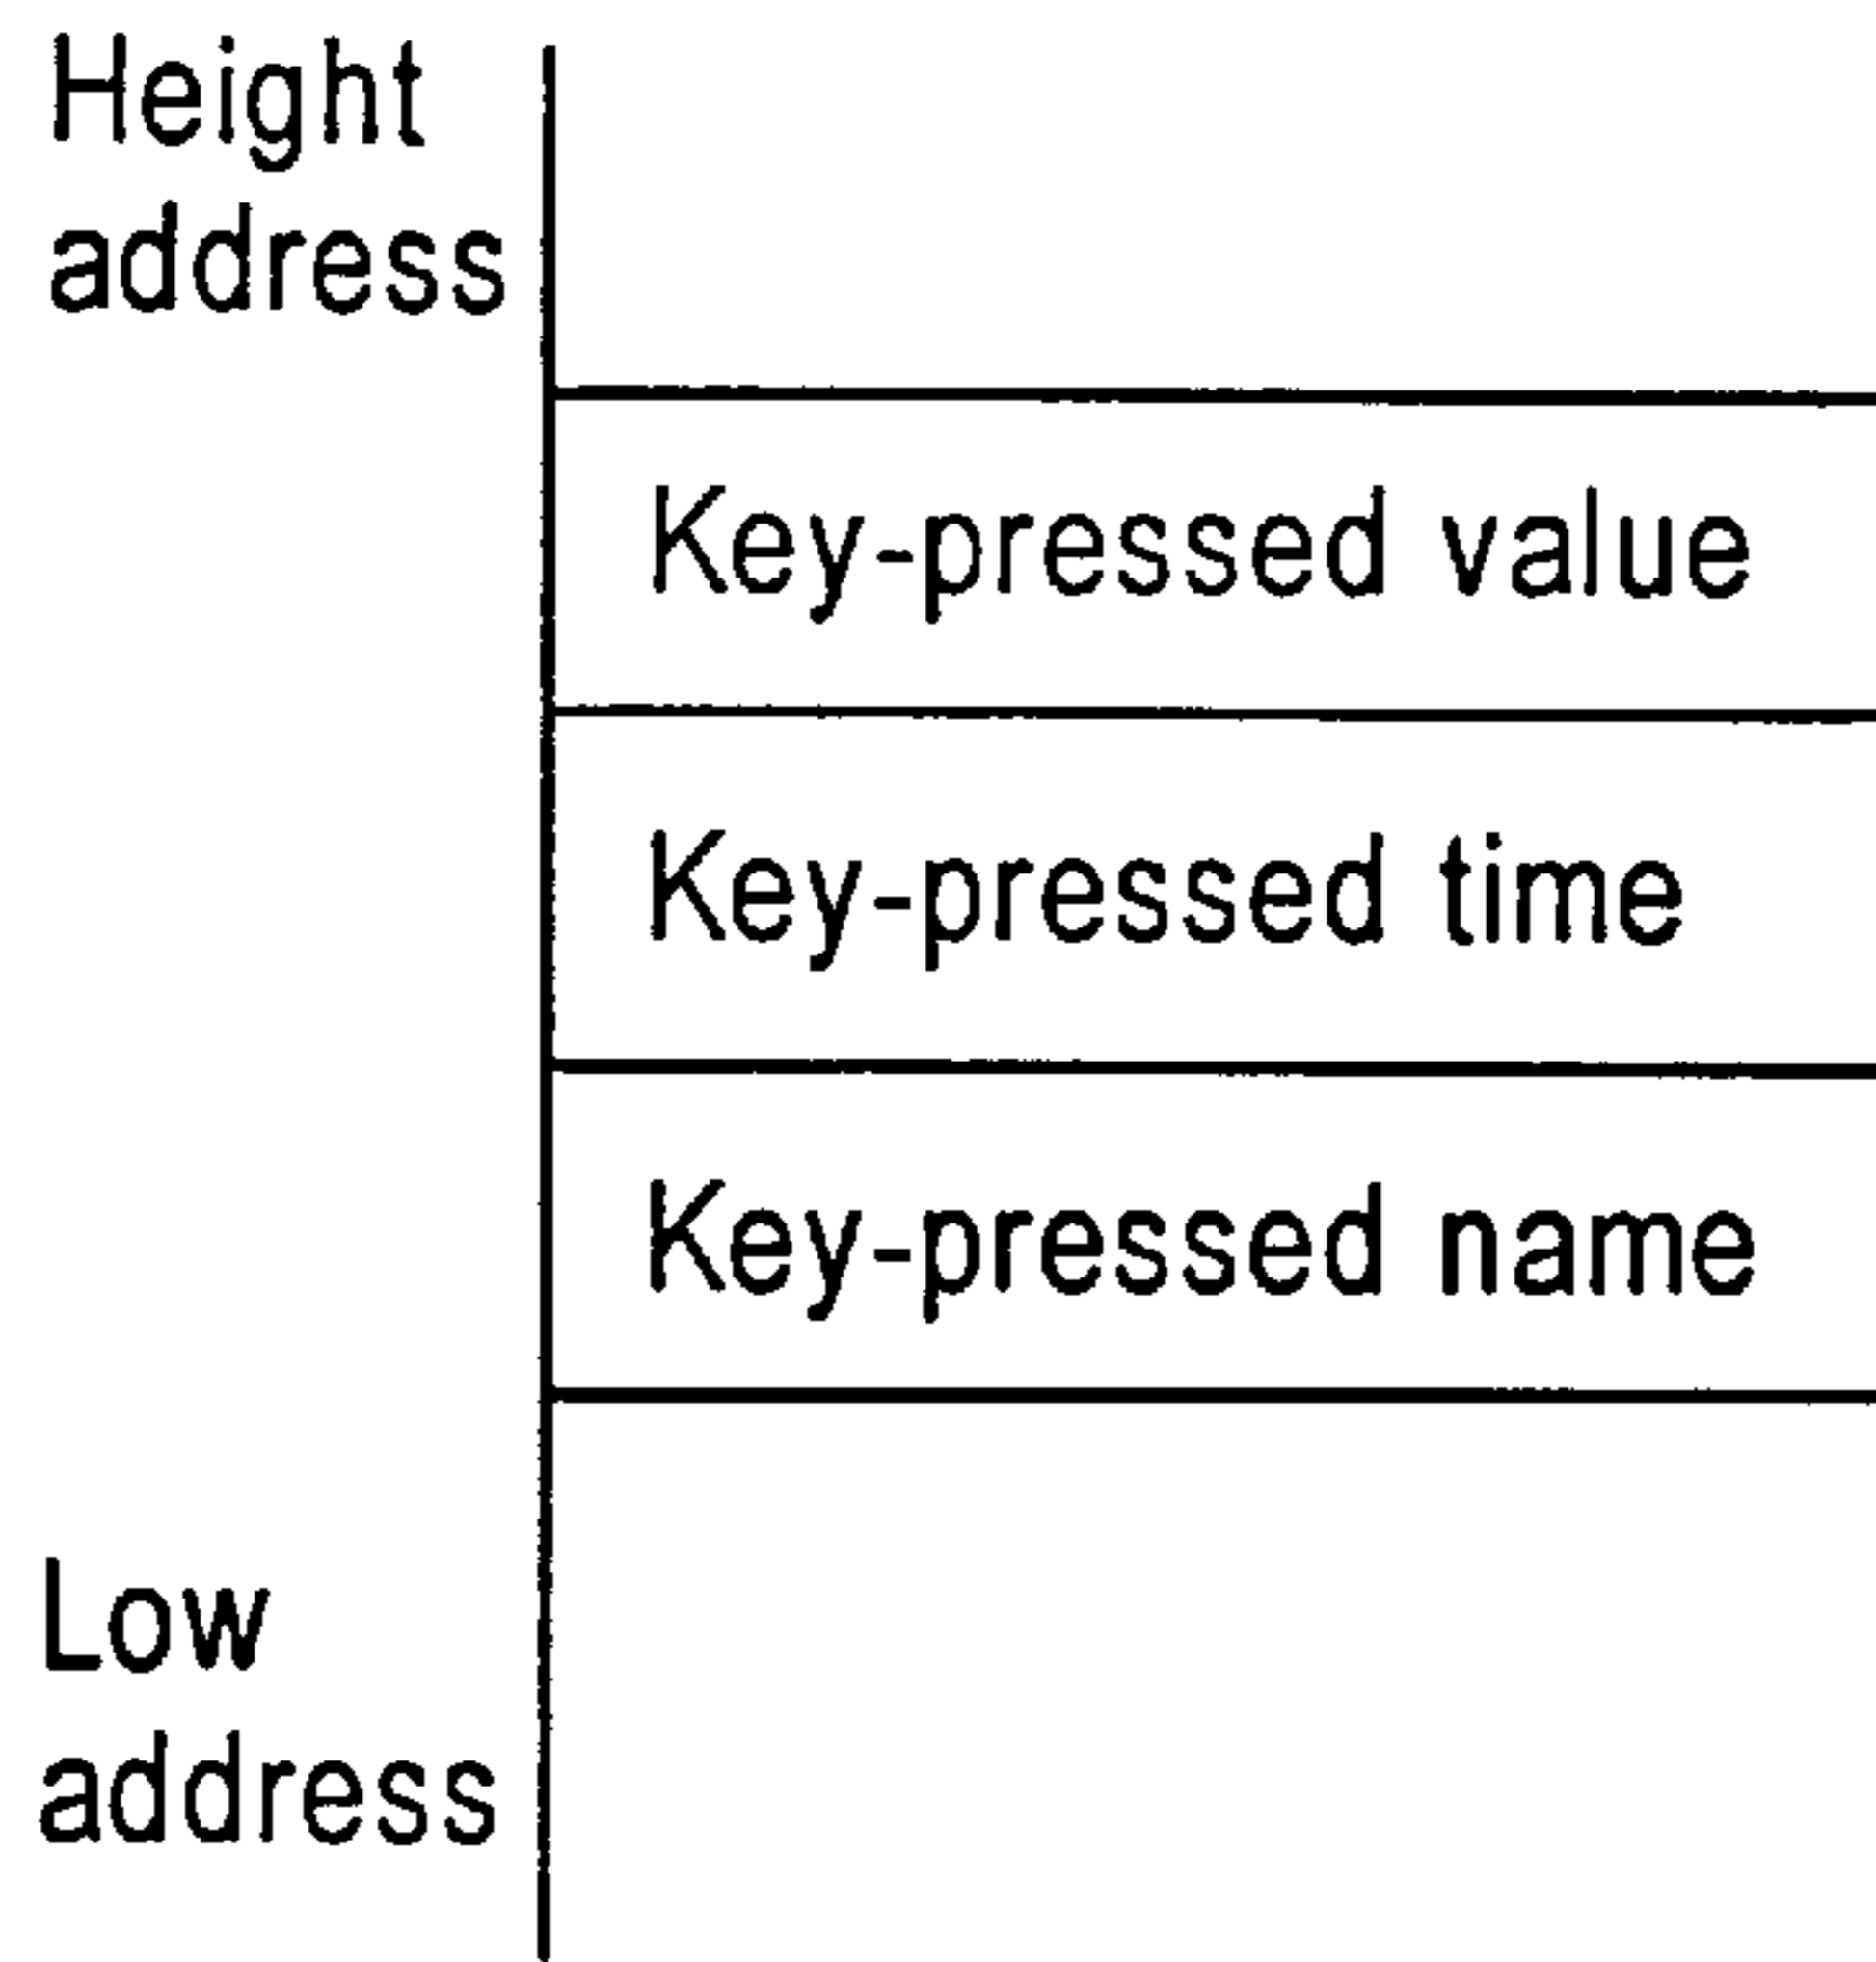 Height
address
Key-pressed value
Key-pressed time
Key-pressed name
Low
address